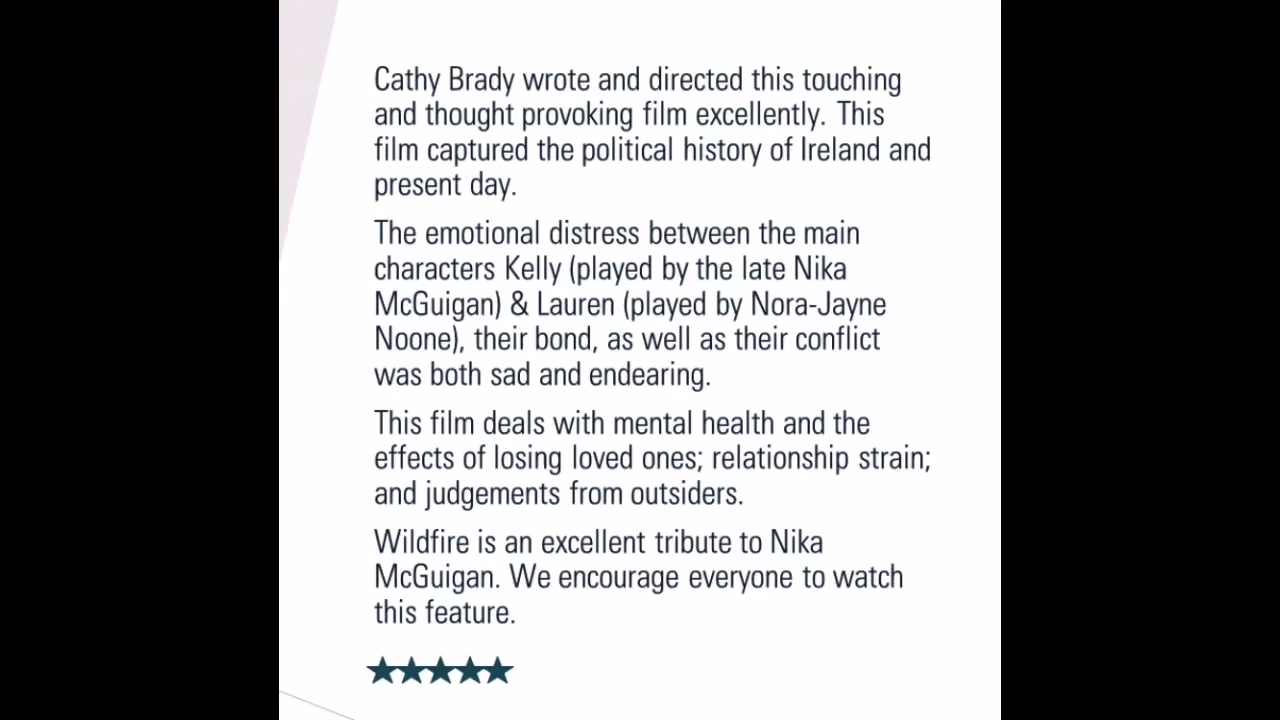 Cathy Brady wrote and directed this touching
and thought provoking film excellently. This
film captured the political history of Ireland and
present day.
The emotional distress between the main
characters Kelly (played by the late Nika
McGuigan) & Lauren (played by Nora-Jayne
Noone), their bond, as well as their conflict
was both sad and endearing.
This film deals with mental health and the
effects of losing loved ones; relationship strain;
and judgements from outsiders.
Wildfire is an excellent tribute to Nika
McGuigan. We encourage everyone to watch
this feature.
★★★★★